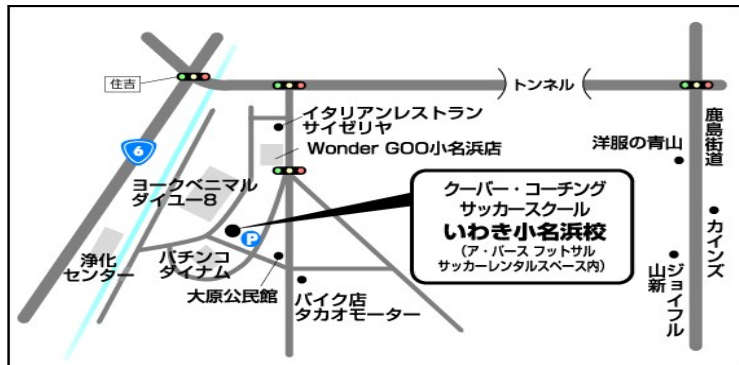 住吉
トンネル
6
イタリアンレストラン
サイゼリヤ
Wonder GOO小名浜店
ヨークベニマル
ダイユー8
クーバー・コーチング
サッカースクール
いわき小名浜校
(ア・パース フットサル
サッカーレンタルスペース内)
洋服の青山
鹿島街道
カインズ
ジョイフル
山新
浄化
センター
パチンコ
ダイナム
P
大原公民館
バイク店
タカオモーター